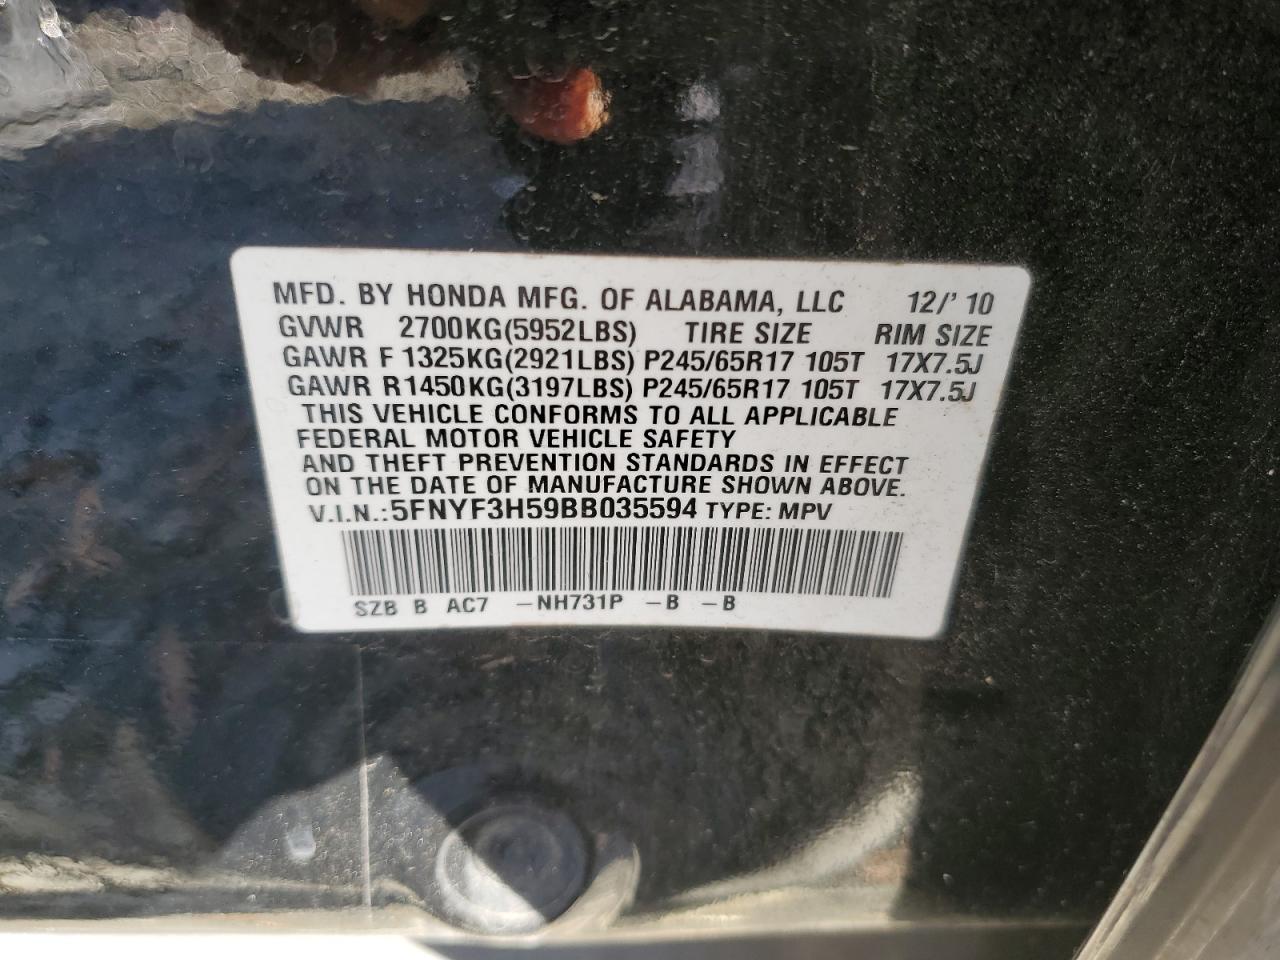 MFD. BY HONDA MFG. OF ALABAMA, LLC 12/'10
GVWR 2700KG(5952LBS) TIRE SIZE RIM SIZE
GAWR F 1325KG(2921LBS) P245/65R17 105T 17X7.5J
GAWR R1450KG(3197LBS) P245/65R17 105T 17X7.5J
THIS VEHICLE CONFORMS TO ALL APPLICABLE
FEDERAL MOTOR VEHICLE SAFETY
AND THEFT PREVENTION STANDARDS IN EFFECT
ON THE DATE OF MANUFACTURE SHOWN ABOVE.
V.I.N.:5FNYF3H59BB035594 TYPE: MPV
SZB B AC7 -NH731P -B -B